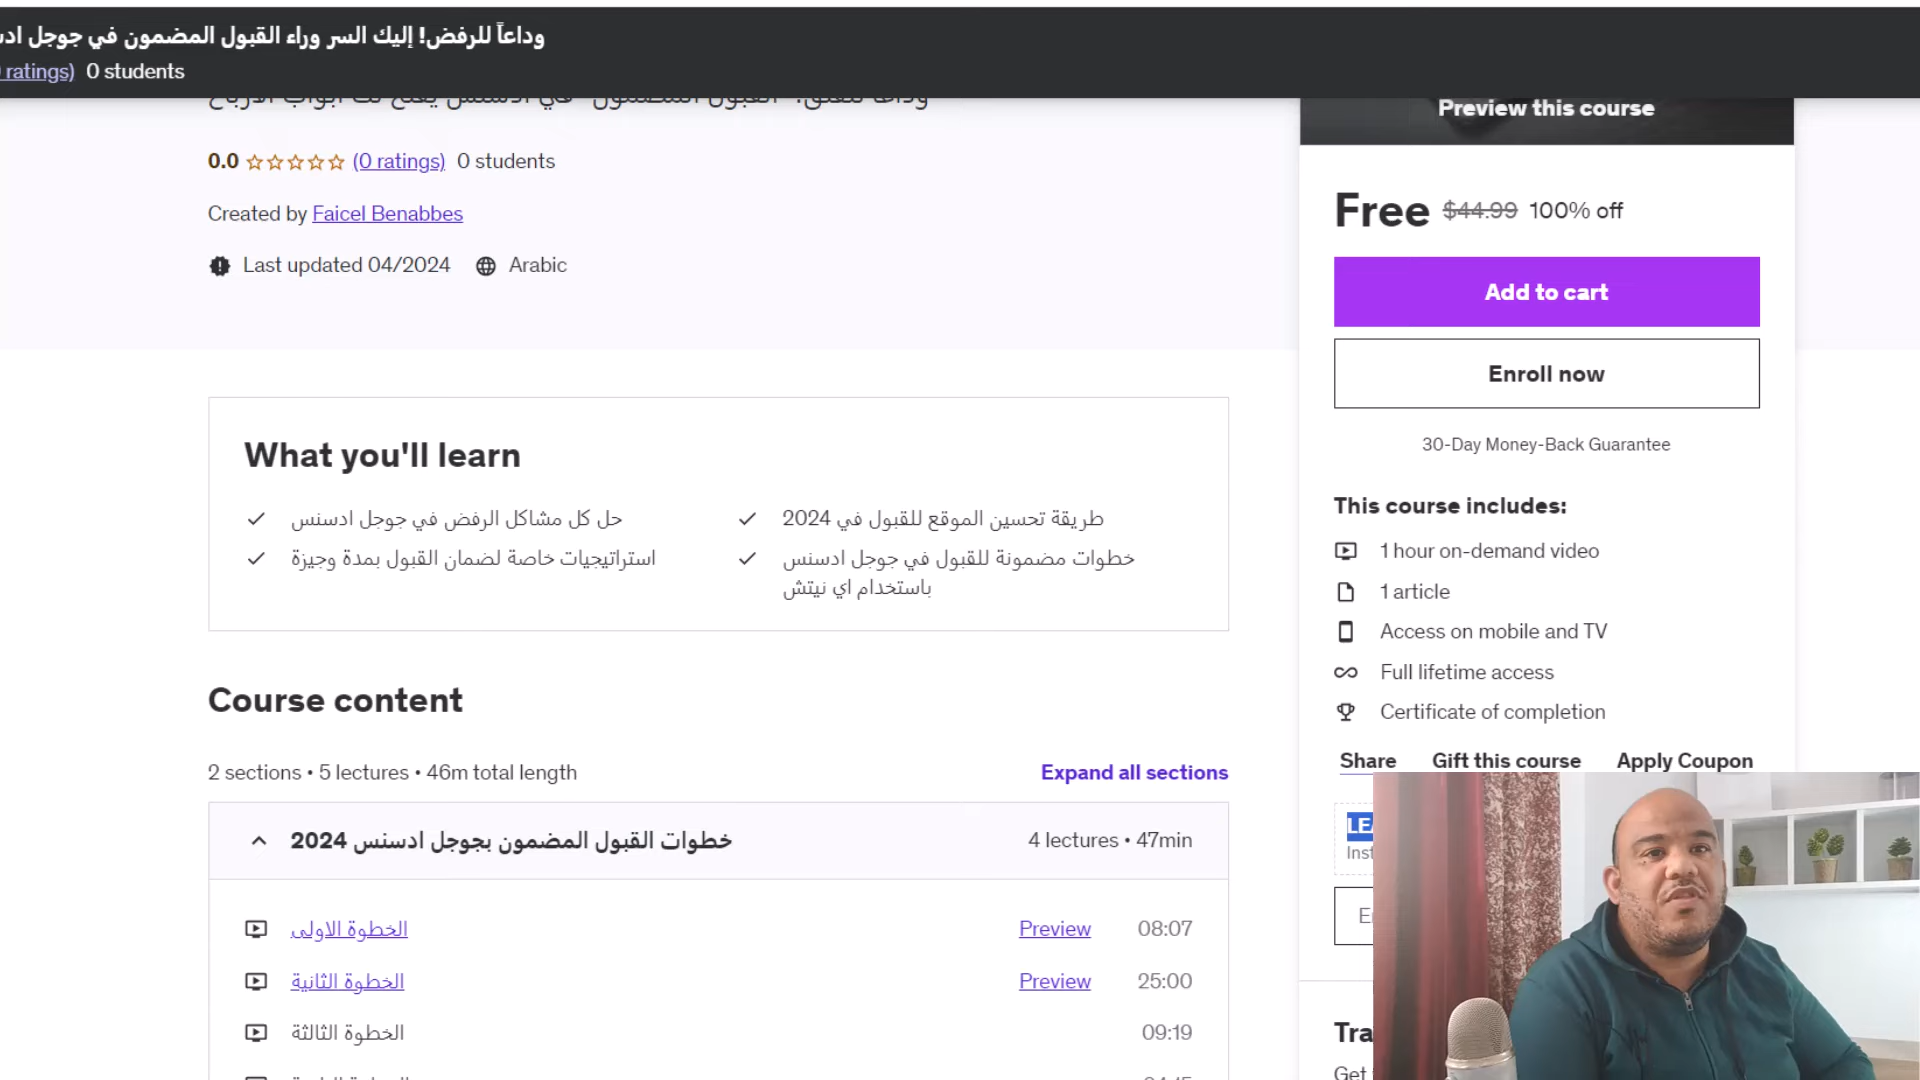 وداعاً للرفض! إليك السر وراء القبول المضمون في جوجل
ratings) 0 students
Preview this course
0.0 (0 ratings) 0 students
Created by Faicel Benabbes
Last updated 04/2024 Arabic
Free $44.99 100% off
Add to cart
Enroll now
30-Day Money-Back Guarantee
What you'll learn
حل كل مشاكل الرفض في جوجل ادسنس
طريقة تحسين الموقع للقبول في 2024
استراتيجيات خاصة لضمان القبول بمدة وجيزة
خطوات مضمونة للقبول في جوجل ادسنس
باستخدام اي نيتش
This course includes:
1 hour on-demand video
1 article
Access on mobile and TV
Full lifetime access
Certificate of completion
Share Gift this course Apply Coupon
Course content
2 sections • 5 lectures • 46m total length
Expand all sections
خطوات القبول المضمون بجوجل ادسنس 2024
4 lectures • 47min
الخطوة الاولى Preview 08:07
الخطوة الثانية Preview 25:00
الخطوة الثالثة 09:19
Get